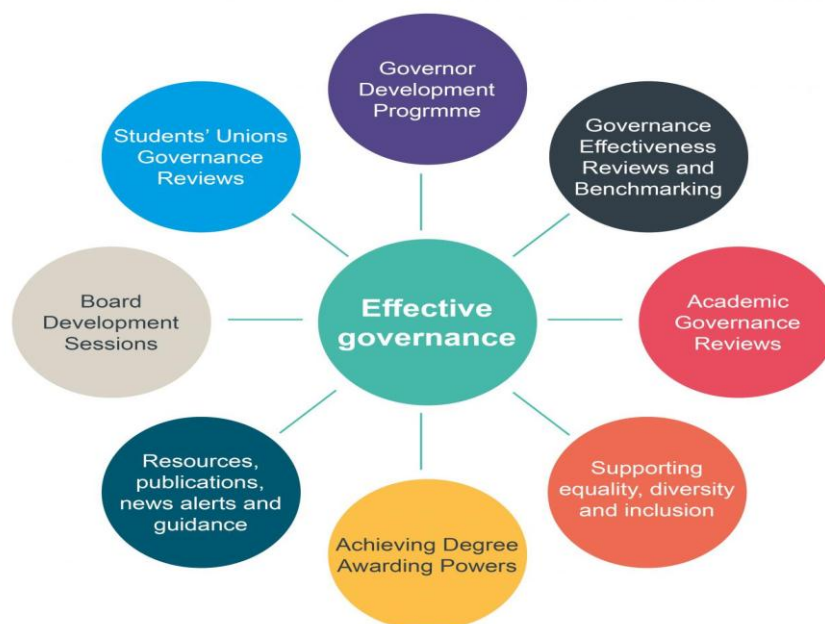 Governor
Development
Progrmme
Governance
Effectiveness
Reviews and
Benchmarking
Academic
Governance
Reviews
Supporting
equality, diversity
and inclusion
Achieving Degree
Awarding Powers
Resources,
publications,
news alerts and
guidance
Board
Development
Sessions
Students’ Unions
Governance
Reviews
Effective
governance